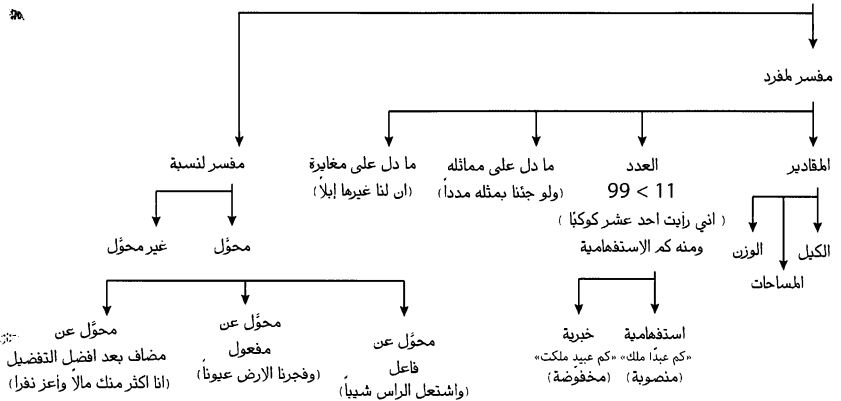 مفسر لمفرد
المقادير
الكيل
المساحات
الوزن
العدد
11 < 99
( اني رأيت احد عشر كوكبًا )
ومنه كم الإستفهامية
استفهامية
«كم عبدًا ملك»
(منصوبة)
خبرية
«كم عبيدٍ ملكت»
(مخفوضة)
ما دل على مماثله
(ولو جئنا بمثله مدداً)
ما دل على مغايرة
(ان لنا غيرها إبلاً)
مفسر لنسبة
محوَّل
غير محوَّل
محوَّل عن
فاعل
(واشتعل الراس شيباً)
محوَّل عن
مفعول
(وفجرنا الارض عيوناً)
محوَّل عن
مضاف بعد افضل التفضيل
(انا اكثر منك مالاً وأعز نفرا)